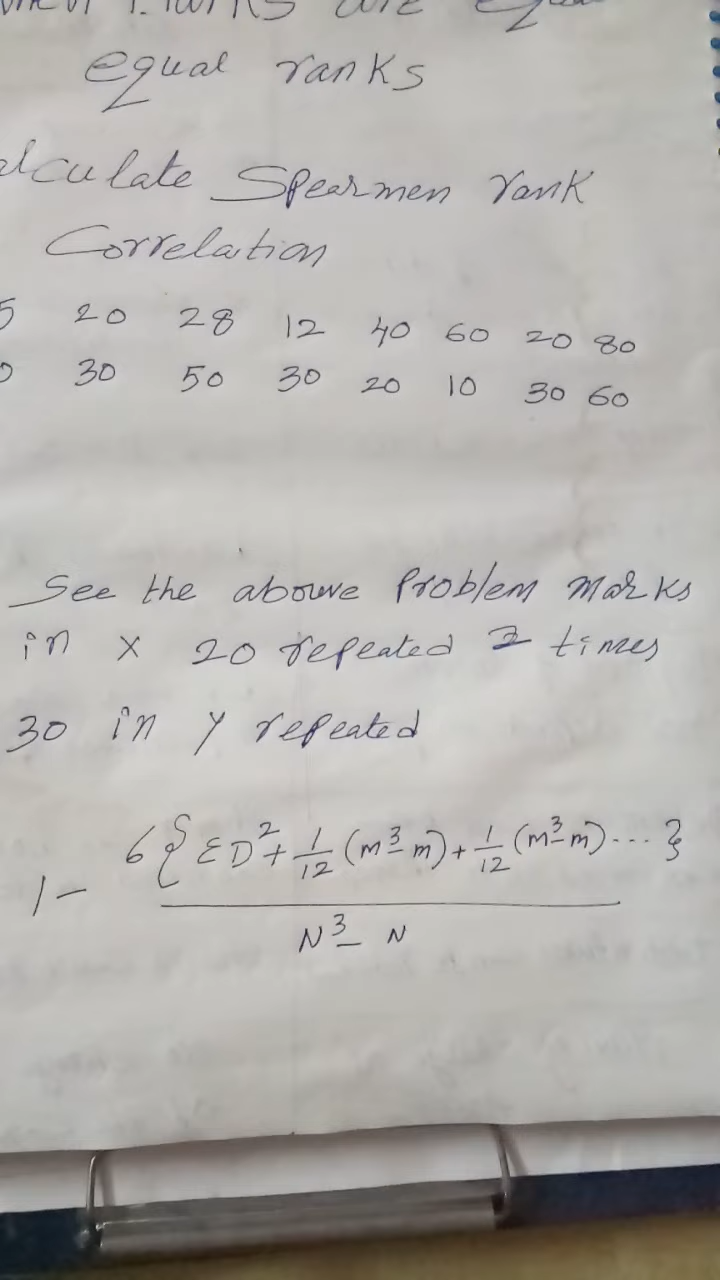 equal ranks
Spearmen rank
Correlation
5 20 28 12 40 60 20 80
30 50 30 20 10 30 60
See the above Problem marks
in x 20 repeated times
30 in y repeated
1 - 6{ΣD²+1/12(m³-m)+1/12(m³-m)...}
N³-N